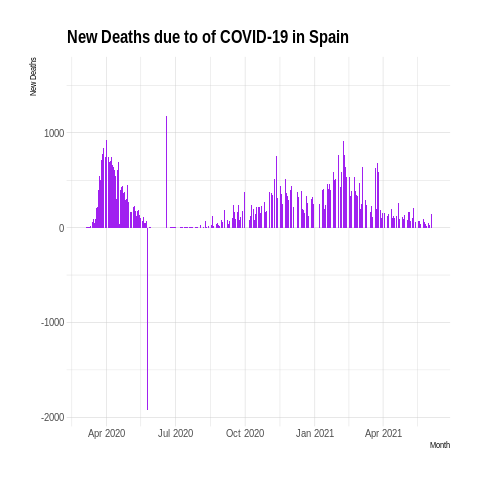 New Deaths due to of COVID-19 in Spain
New Deaths
1000
0
-1000
-2000
Apr 2020 Jul 2020 Oct 2020 Jan 2021 Apr 2021
Month